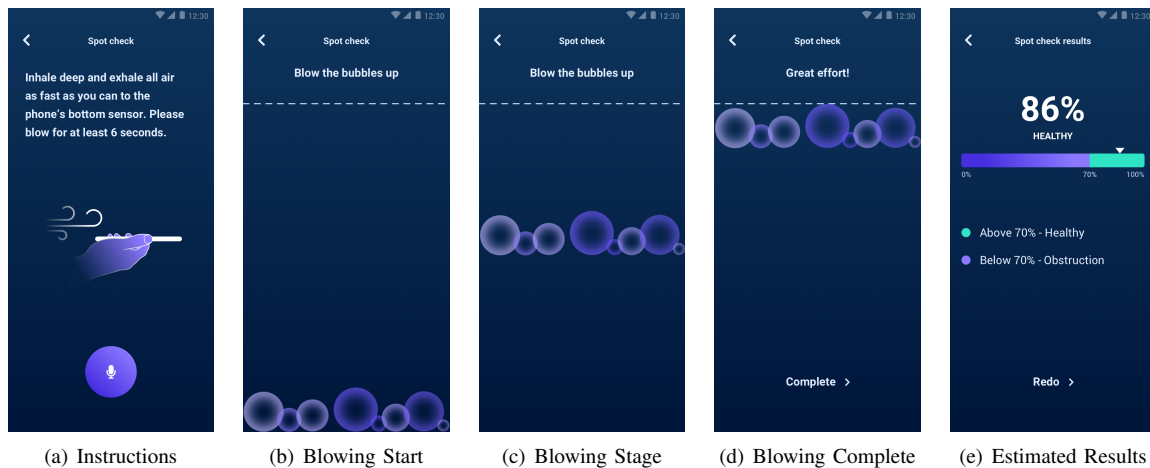 12:30
Spot check
Inhale deep and exhale all air
as fast as you can to the
phone's bottom sensor. Please
blow for at least 6 seconds.
(a) Instructions
12:30
Spot check
Blow the bubbles up
(b) Blowing Start
12:30
Spot check
Blow the bubbles up
(c) Blowing Stage
12:30
Spot check
Great effort!
Complete >
(d) Blowing Complete
12:30
Spot check results
86%
HEALTHY
0% 70% 100%
Above 70% - Healthy
Below 70% - Obstruction
Redo >
(e) Estimated Results